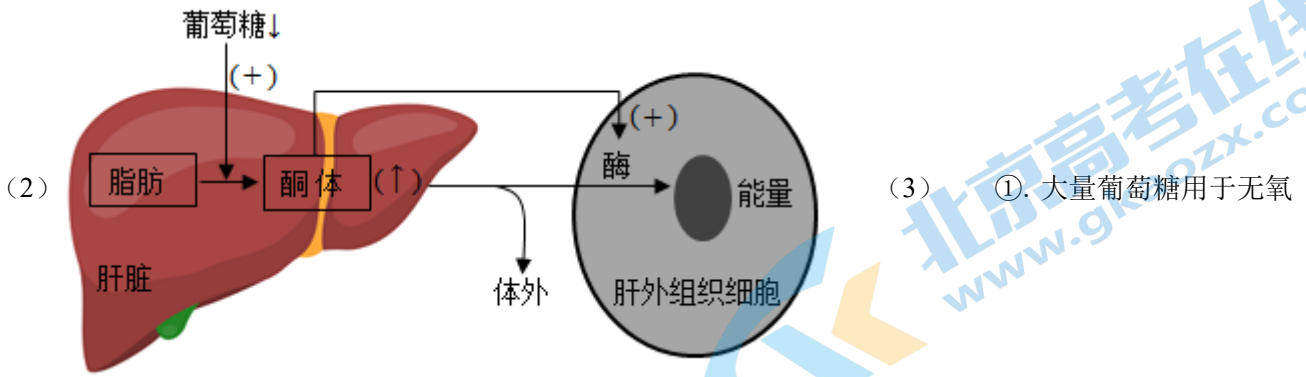 葡萄糖↓
(+)
(+)
酶
(2) 脂肪 酮体 (↑) 能量 (3) ①. 大量葡萄糖用于无氧
肝脏 体外 肝外组织细胞
北京高考在线
www.gkaozx.co